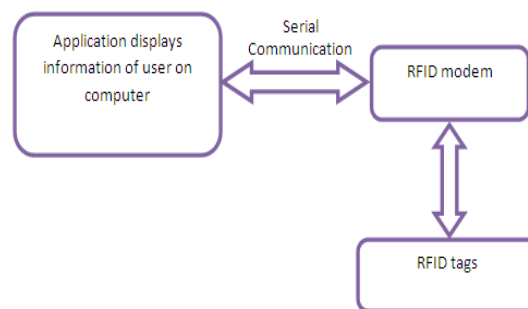 Application displays
information of user on
computer
Serial
Communication
RFID modem
RFID tags